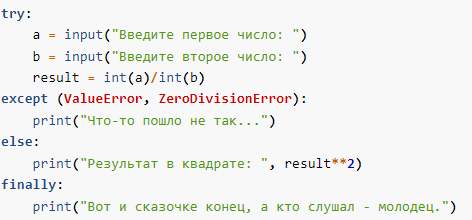 try:
    a = input("Введите первое число: ")
    b = input("Введите второе число: ")
    result = int(a)/int(b)
except (ValueError, ZeroDivisionError):
    print("Что-то пошло не так...")
else:
    print("Результат в квадрате: ", result**2)
finally:
    print("Вот и сказочке конец, а кто слушал - молодец.")